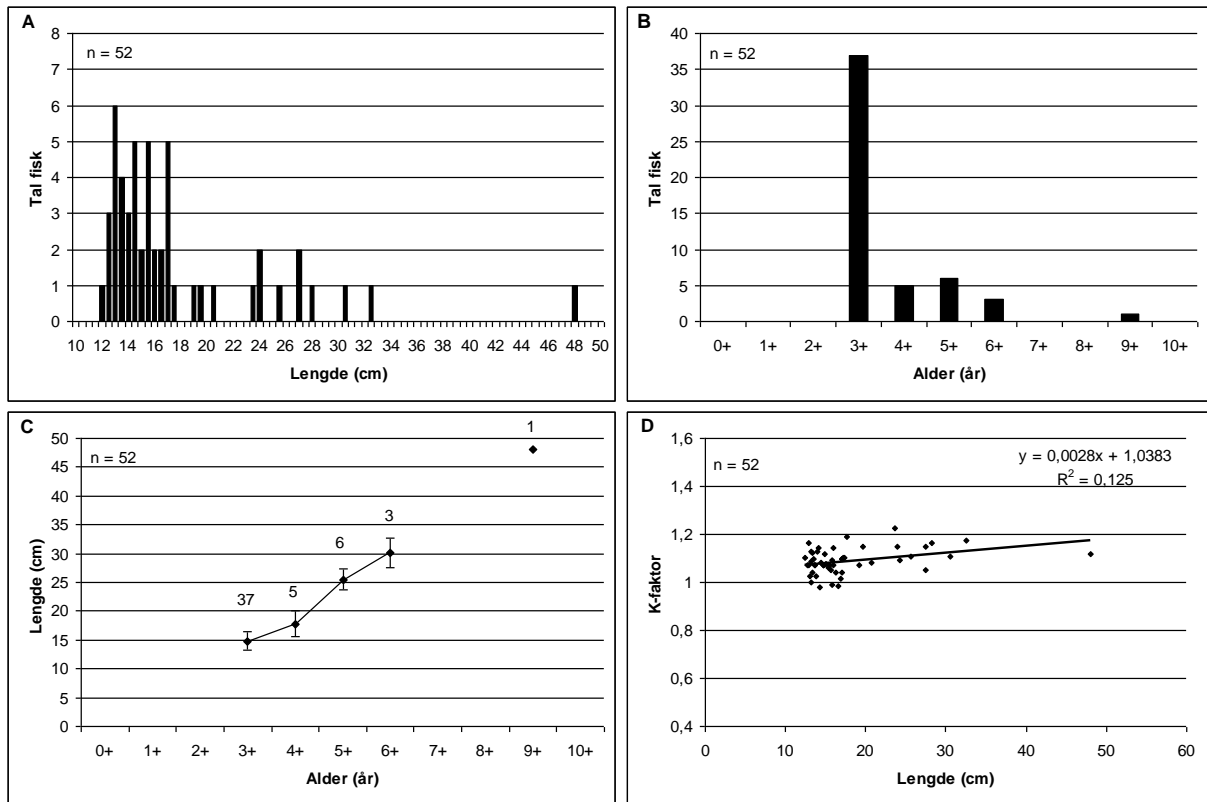 A
n = 52
Tal fisk
8
7
6
5
4
3
2
1
0
10 12 14 16 18 20 22 24 26 28 30 32 34 36 38 40 42 44 46 48 50
Lengde (cm)
B
n = 52
Tal fisk
40
35
30
25
20
15
10
5
0
0+ 1+ 2+ 3+ 4+ 5+ 6+ 7+ 8+ 9+ 10+
Alder (år)
C
n = 52
Lengde (cm)
50
45
40
35
30
25
20
15
10
5
0
37
5
6
3
1
0+ 1+ 2+ 3+ 4+ 5+ 6+ 7+ 8+ 9+ 10+
Alder (år)
D
n = 52
y = 0,0028x + 1,0383
R² = 0,125
K-faktor
1,6
1,4
1,2
1
0,8
0,6
0,4
0 10 20 30 40 50 60
Lengde (cm)